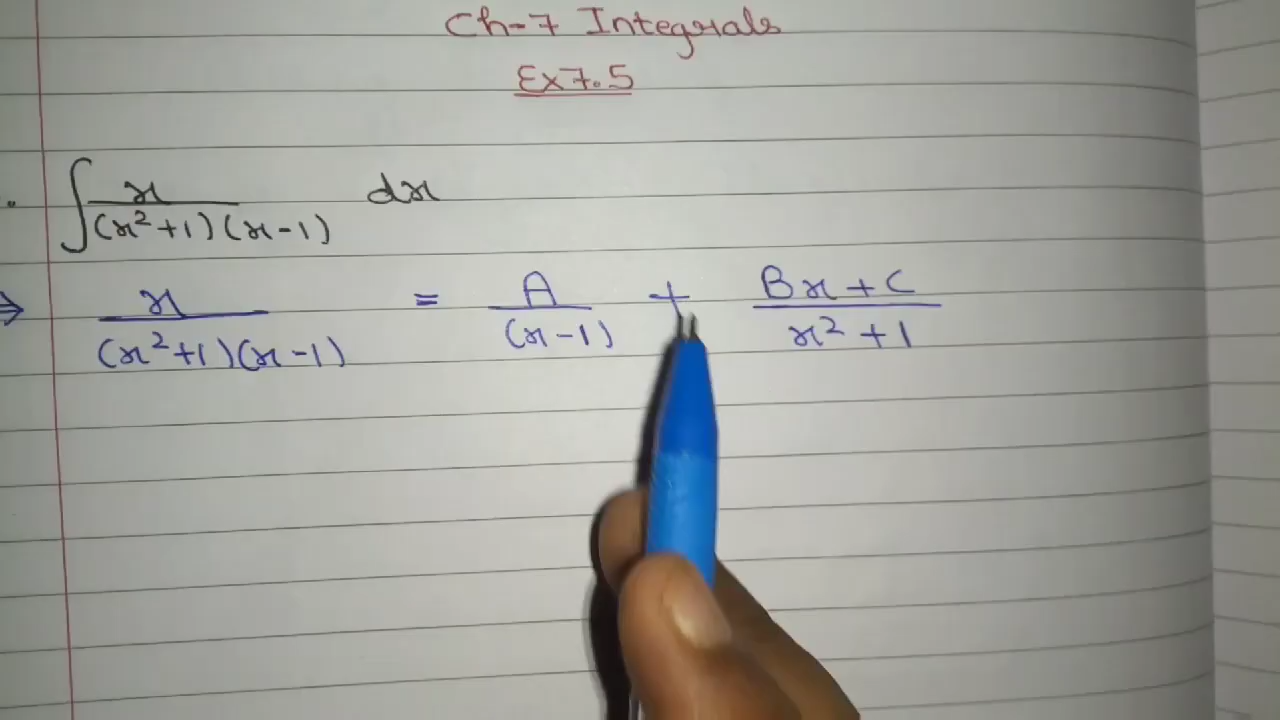 Ch-7 Integrals
Ex 7.5
. ∫ x / (x² + 1) (x - 1) dx
⇒ x / (x² + 1) (x - 1) = A / (x - 1) + Bx + C / x² + 1